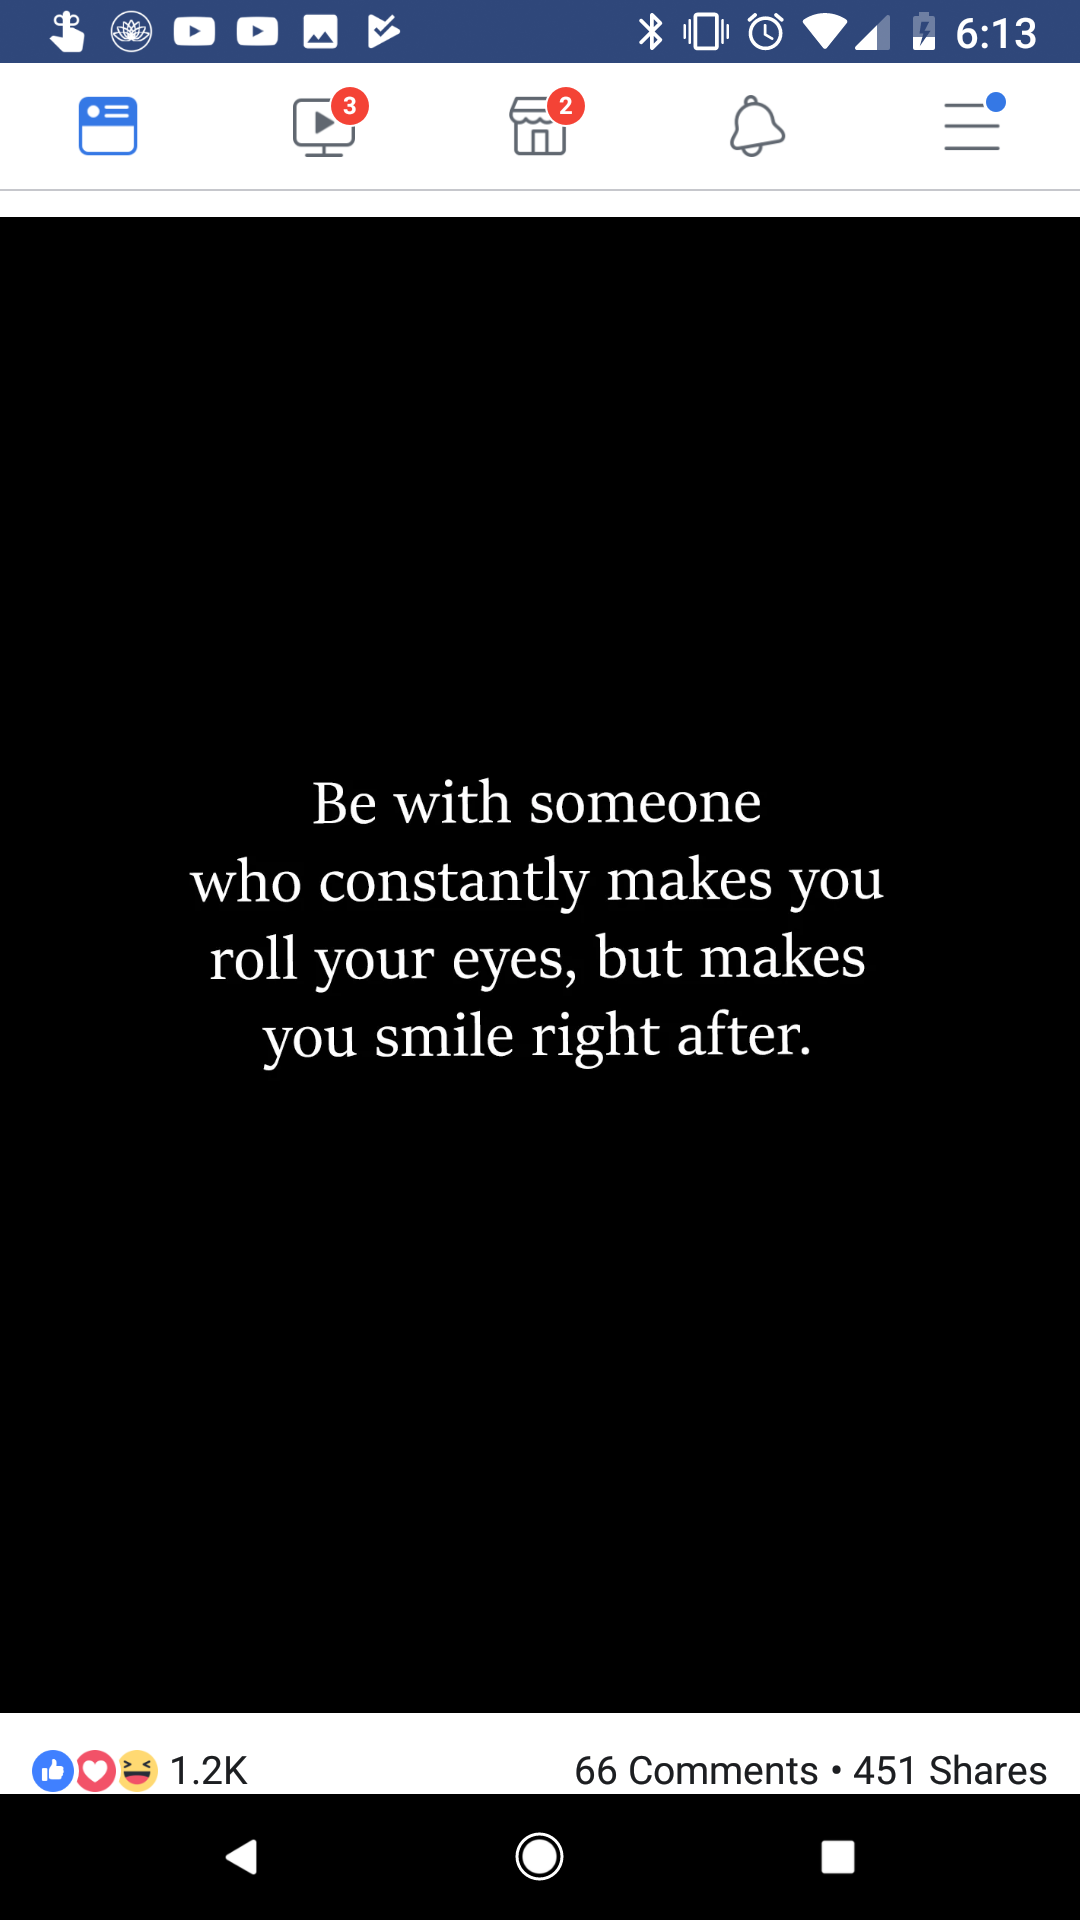 6:13
3
2
Be with someone
who constantly makes you
roll your eyes, but makes
you smile right after.
1.2K
66 Comments • 451 Shares